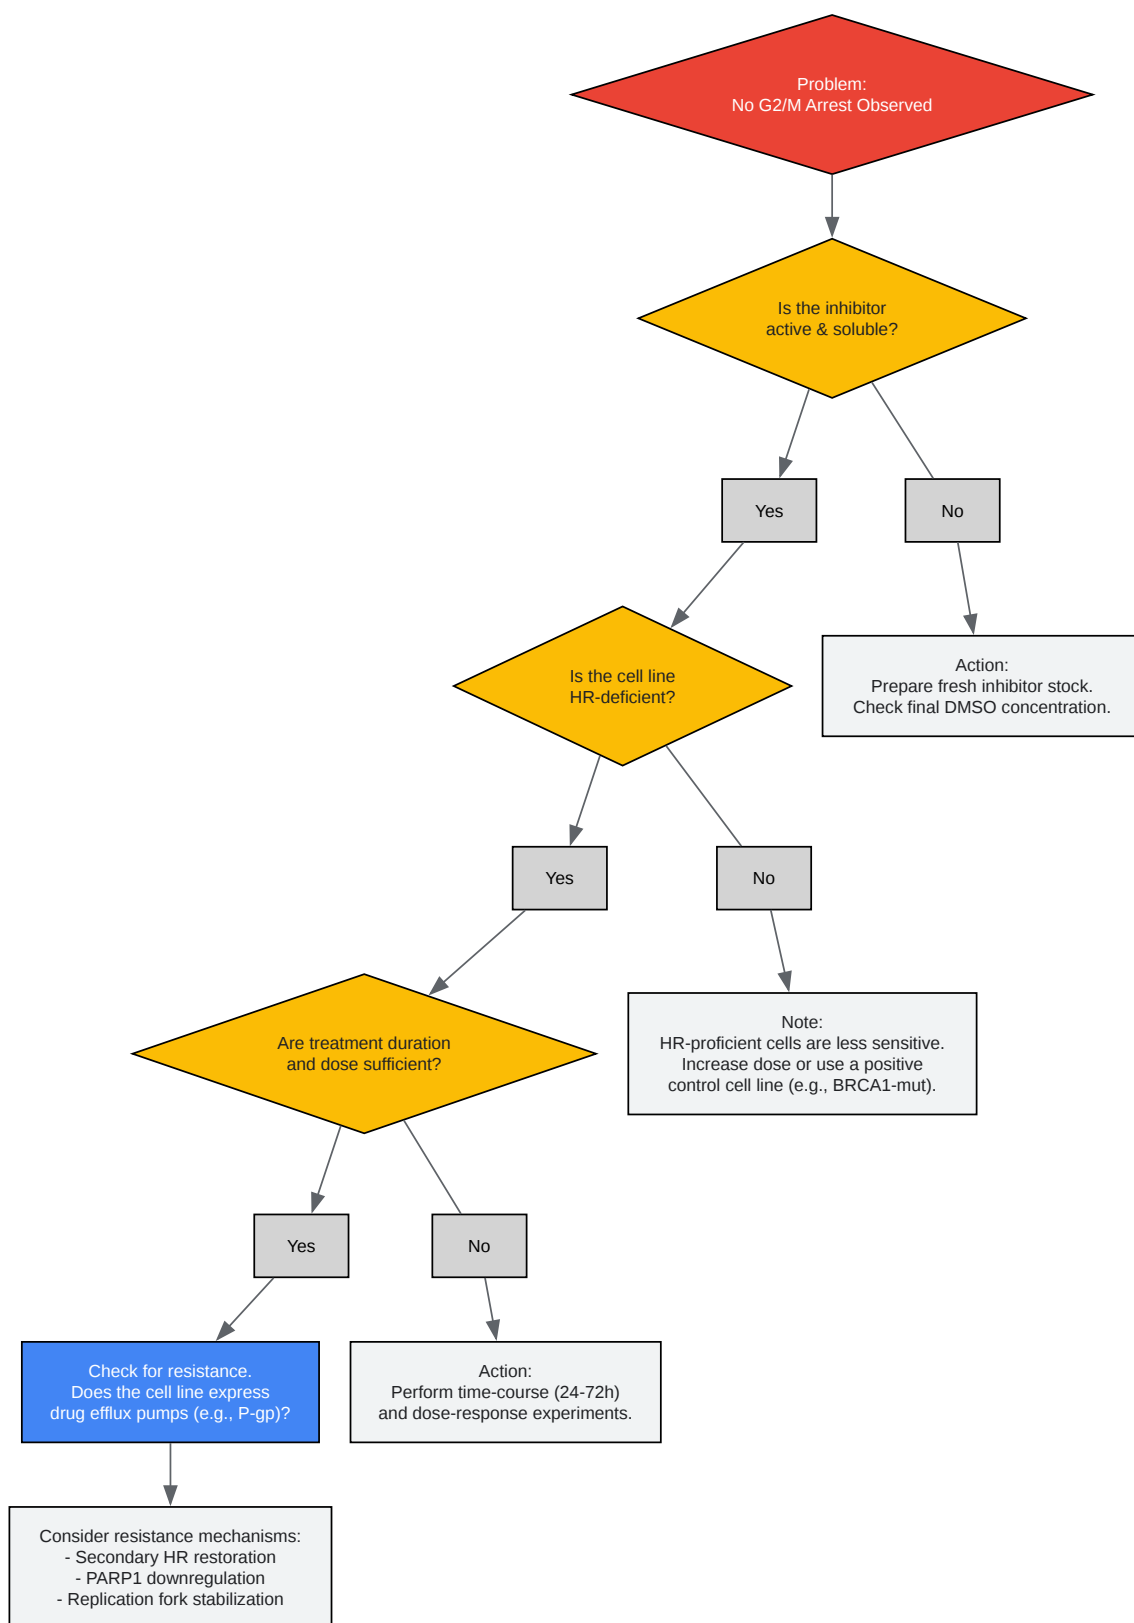 Problem:
No G2/M Arrest Observed
Is the inhibitor
active & soluble?
Yes
No
Is the cell line
HR-deficient?
Action:
Prepare fresh inhibitor stock.
Check final DMSO concentration.
Yes
No
Are treatment duration
and dose sufficient?
Note:
HR-proficient cells are less sensitive.
Increase dose or use a positive
control cell line (e.g., BRCA1-mut).
Yes
No
Check for resistance.
Does the cell line express
drug efflux pumps (e.g., P-gp)?
Action:
Perform time-course (24-72h)
and dose-response experiments.
Consider resistance mechanisms:
- Secondary HR restoration
- PARP1 downregulation
- Replication fork stabilization